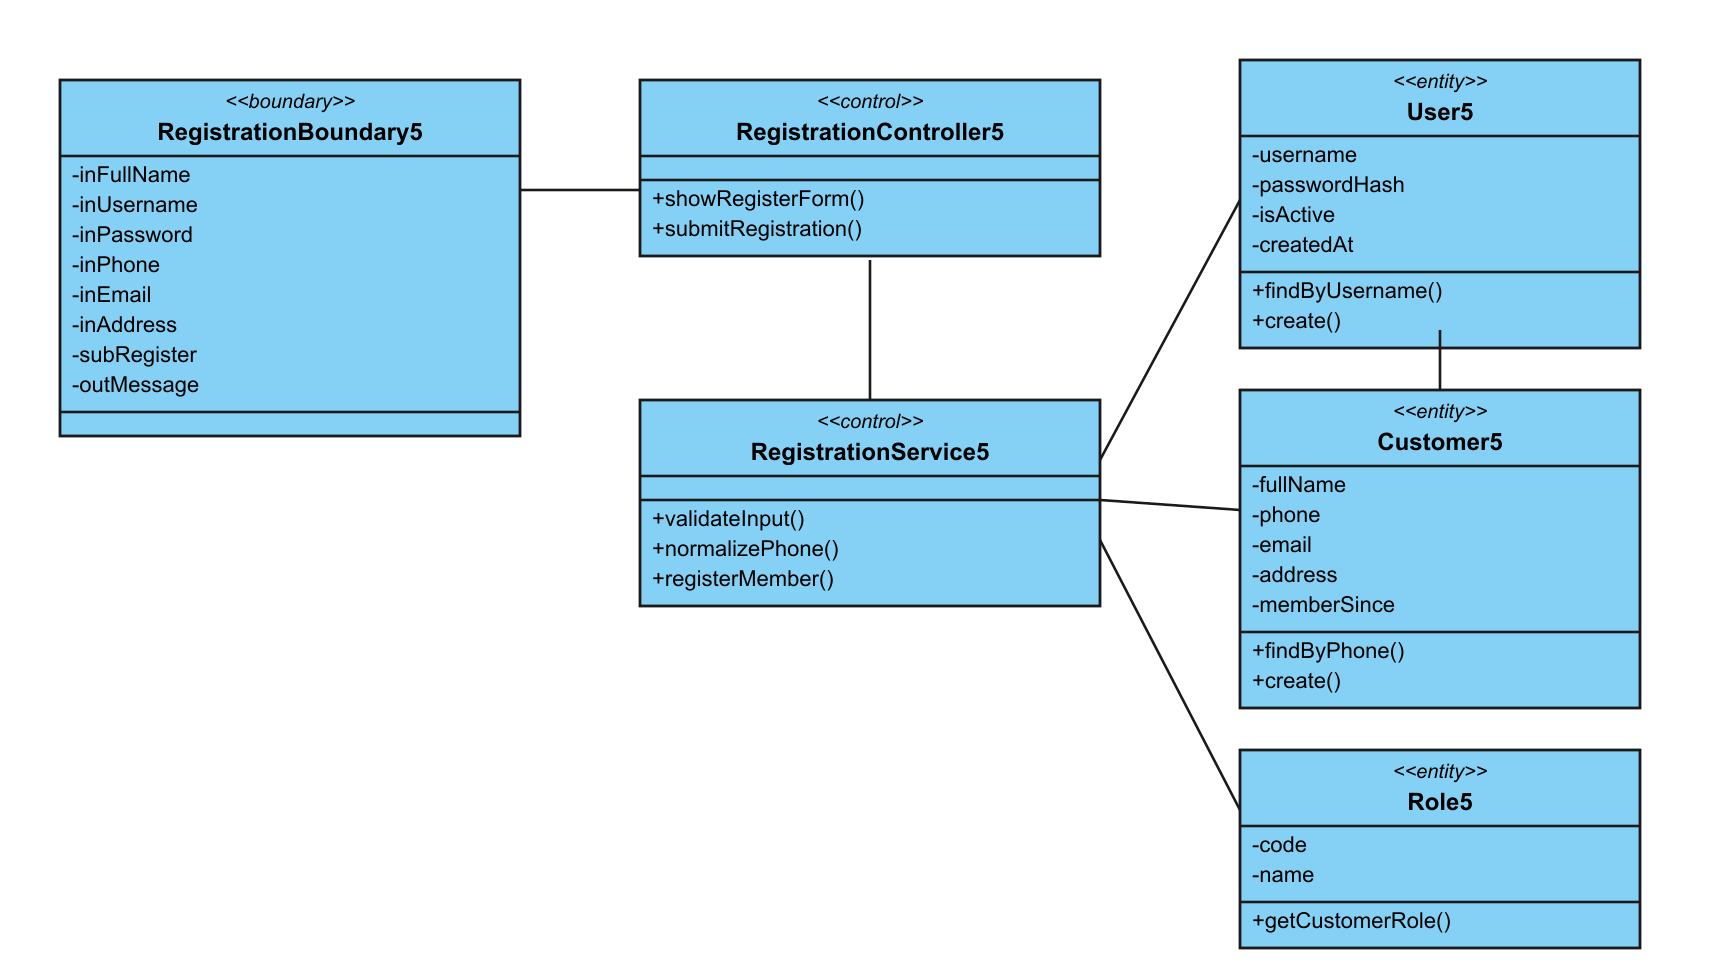 <<boundary>>
RegistrationBoundary5
-inFullName
-inUsername
-inPassword
-inPhone
-inEmail
-inAddress
-subRegister
-outMessage
<<control>>
RegistrationController5
+showRegisterForm()
+submitRegistration()
<<control>>
RegistrationService5
+validateInput()
+normalizePhone()
+registerMember()
<<entity>>
User5
-username
-passwordHash
-isActive
-createdAt
+findByUsername()
+create()
<<entity>>
Customer5
-fullName
-phone
-email
-address
-memberSince
+findByPhone()
+create()
<<entity>>
Role5
-code
-name
+getCustomerRole()